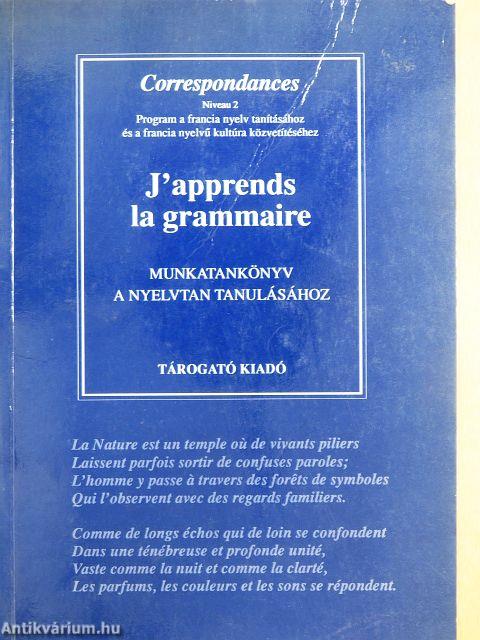 Correspondances
Niveau 2
Program a francia nyelv tanításához
és a francia nyelvű kultúra közvetítéséhez
J'apprends
la grammaire
MUNKATANKÖNYV
A NYELVTAN TANULÁSÁHOZ
TÁROGATÓ KIADÓ
La Nature est un temple où de vivants piliers
Laissent parfois sortir de confuses paroles;
L'homme y passe à travers des forêts de symboles
Qui l'observent avec des regards familiers.
Comme de longs échos qui de loin se confondent
Dans une ténébreuse et profonde unité,
Vaste comme la nuit et comme la clarté,
Les parfums, les couleurs et les sons se répondent.
Antikvárium.hu